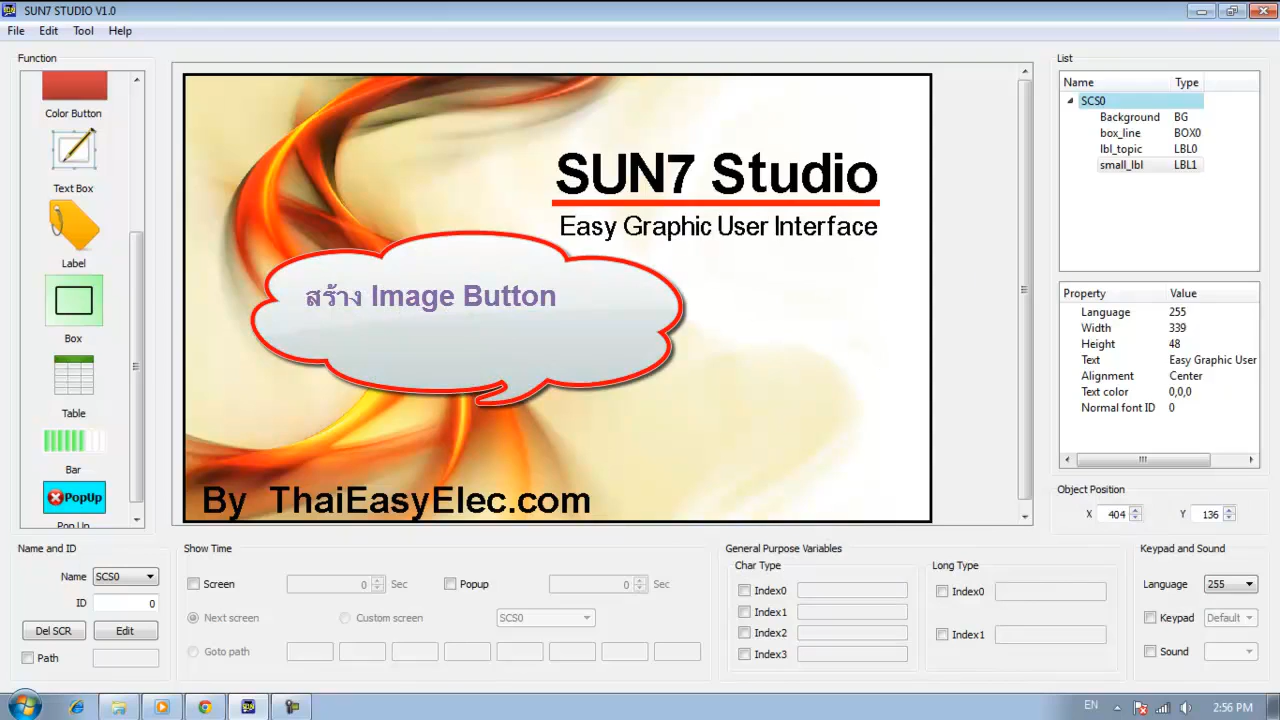 SUN7 STUDIO V1.0
File Edit Tool Help
Function
Color Button
Text Box
Label
Box
Table
Bar
PopUp
Pop Up
SUN7 Studio
Easy Graphic User Interface
สร้าง Image Button
By ThaiEasyElec.com
List
Name Type
SCS0
Background BG
box_line BOX0
lbl_topic LBL0
small_lbl LBL1
Property Value
Language 255
Width 339
Height 48
Text Easy Graphic User
Alignment Center
Text color 0,0,0
Normal font ID 0
Object Position
X 404 Y 136
Name and ID
Name SCS0
ID 0
Del SCR Edit
Path
Show Time
Screen 0 Sec Popup 0 Sec
Next screen Custom screen SCS0
Goto path
General Purpose Variables
Char Type
Index0
Index1
Index2
Index3
Long Type
Index0
Index1
Keypad and Sound
Language 255
Keypad Default
Sound
EN 2:56 PM